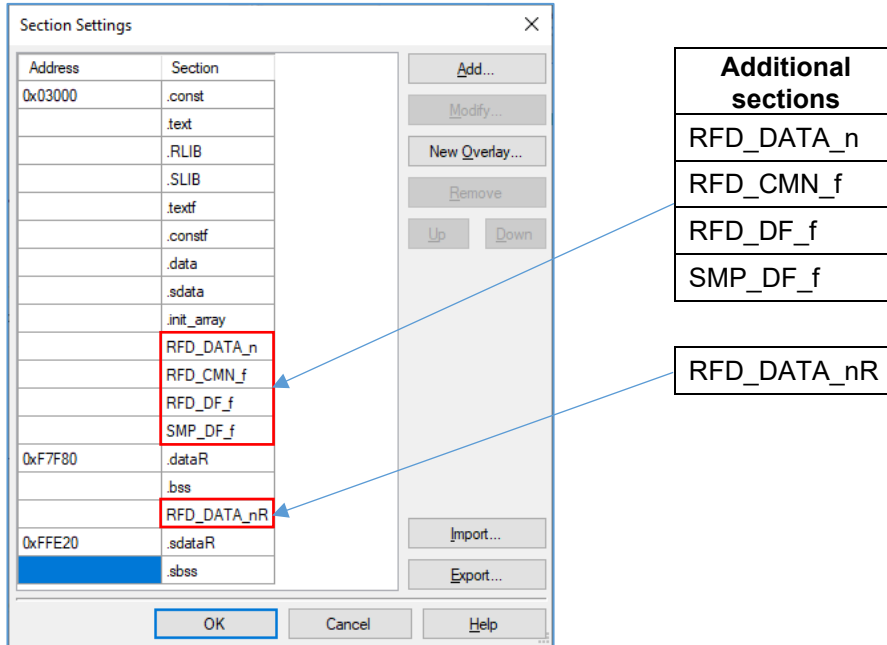 Section Settings
Address Section
0x03000 .const
.text
.RLIB
.SLIB
.textf
.constf
.data
.sdata
.init_array
RFD_DATA_n
RFD_CMN_f
RFD_DF_f
SMP_DF_f
0xF7F80 .dataR
.bss
RFD_DATA_nR
0xFFE20 .sdataR
.sbss
Add...
Modify...
New Overlay...
Remove
Up Down
Import...
Export...
OK Cancel Help
Additional
sections
RFD_DATA_n
RFD_CMN_f
RFD_DF_f
SMP_DF_f
RFD_DATA_nR